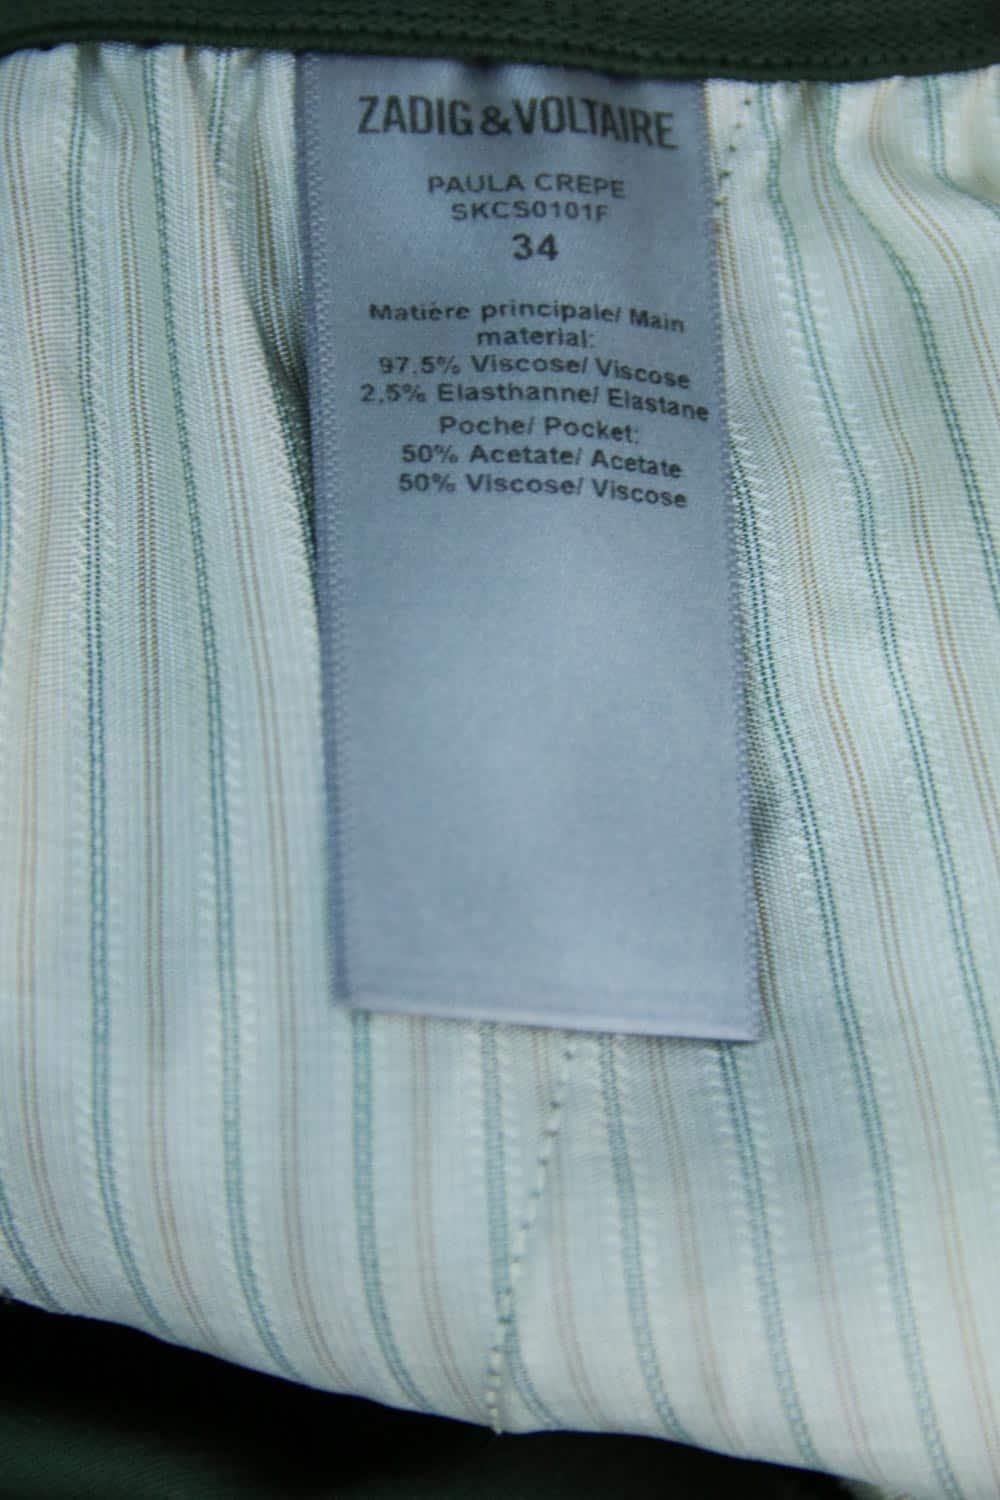 ZADIG & VOLTAIRE
PAULA CREPE
SKCS0101F
34
Matière principale/ Main
material:
97,5% Viscose/ Viscose
2,5% Elasthanne/ Elastane
Poche/ Pocket:
50% Acetate/ Acetate
50% Viscose/ Viscose